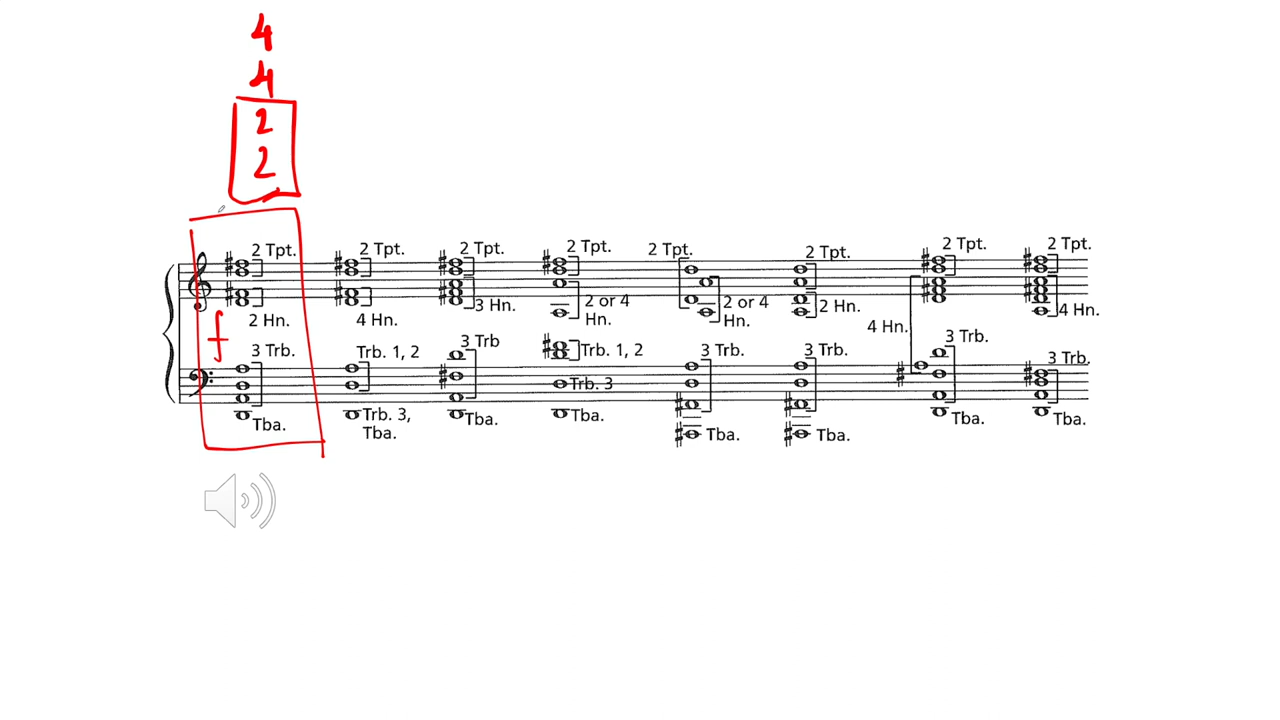 4
4
2
2
2 Tpt. 2 Tpt. 2 Tpt. 2 Tpt. 2 Tpt. 2 Tpt. 2 Tpt. 2 Tpt.
2 Hn. 4 Hn. 3 Hn. 2 or 4 Hn. 2 or 4 Hn. 2 Hn. 4 Hn. 4 Hn.
f
3 Trb. Trb. 1, 2 3 Trb Trb. 1, 2 3 Trb. 3 Trb. 3 Trb. 3 Trb.
Trb. 3
Tba. Trb. 3, Tba. Tba. Tba. Tba. Tba. Tba. Tba.